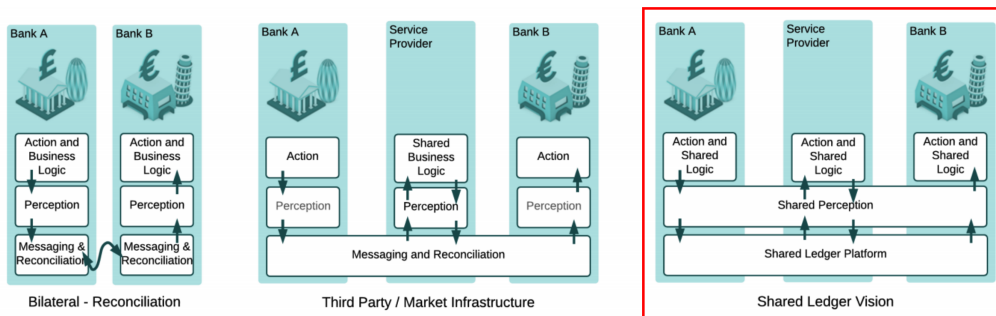 Bank A
Bank B
Action and
Business
Logic
Action and
Business
Logic
Perception
Perception
Messaging &
Reconciliation
Messaging &
Reconciliation
Bilateral - Reconciliation
Bank A
Service
Provider
Bank B
Action
Shared
Business
Logic
Action
Perception
Perception
Perception
Messaging and Reconciliation
Third Party / Market Infrastructure
Bank A
Service
Provider
Bank B
Action and
Shared
Logic
Action and
Shared
Logic
Action and
Shared
Logic
Shared Perception
Shared Ledger Platform
Shared Ledger Vision